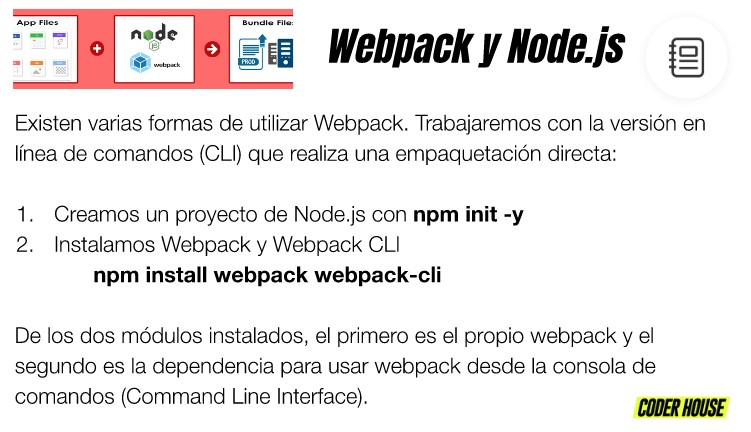 App Files
Bundle Files
node
js
webpack
PROD
Webpack y Node.js
Existen varias formas de utilizar Webpack. Trabajaremos con la versión en
línea de comandos (CLI) que realiza una empaquetación directa:
1. Creamos un proyecto de Node.js con npm init -y
2. Instalamos Webpack y Webpack CLI
npm install webpack webpack-cli
De los dos módulos instalados, el primero es el propio webpack y el
segundo es la dependencia para usar webpack desde la consola de
comandos (Command Line Interface).
CODER HOUSE